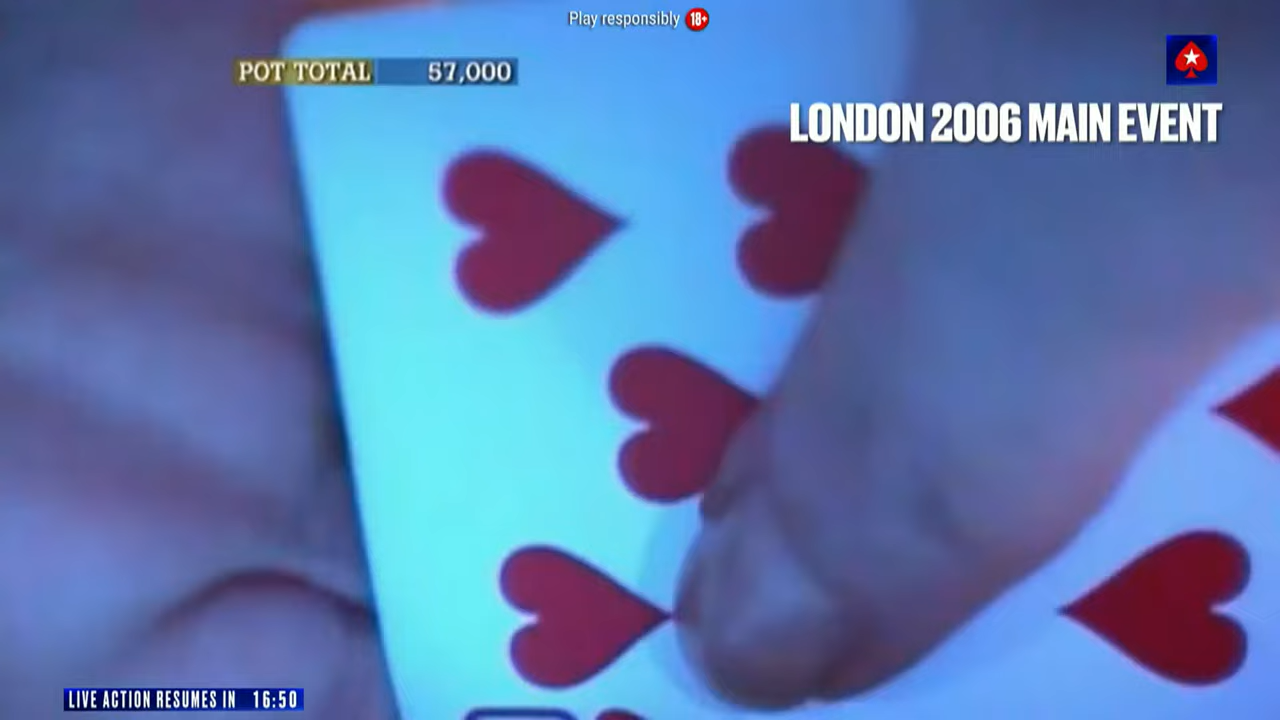 Play responsibly 18+
POT TOTAL 57,000
LONDON 2006 MAIN EVENT
LIVE ACTION RESUMES IN 16:50